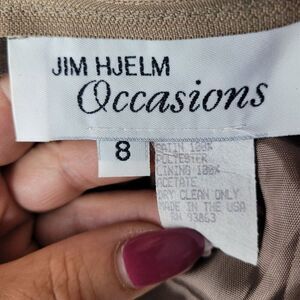 JIM HJELM
Occasions
8
SATIN 100%
POLYESTER
LINING 100%
ACETATE
DRY CLEAN ONLY
MADE IN THE USA
RN 93863